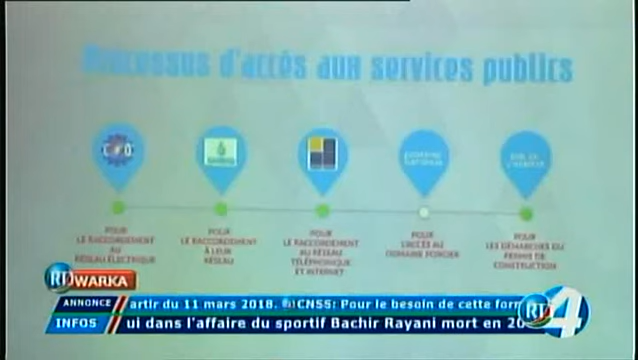 Processus d'accès aux services publics
POUR
LE RACCORDEMENT
AU
RÉSEAU ÉLECTRIQUE
POUR
LE RACCORDEMENT
À LEUR
RÉSEAU
POUR
LE RACCORDEMENT
AU RÉSEAU
TÉLÉPHONIQUE
ET INTERNET
POUR
L'ACCÈS AU
DOMAINE FONCIER
POUR
LES DÉMARCHES DU
PERMIS DE
CONSTRUCTION
RTD WARKA
ANNONCE artir du 11 mars 2018. CNSS: Pour le besoin de cette form
INFOS ui dans l'affaire du sportif Bachir Rayani mort en 20
RTD 4